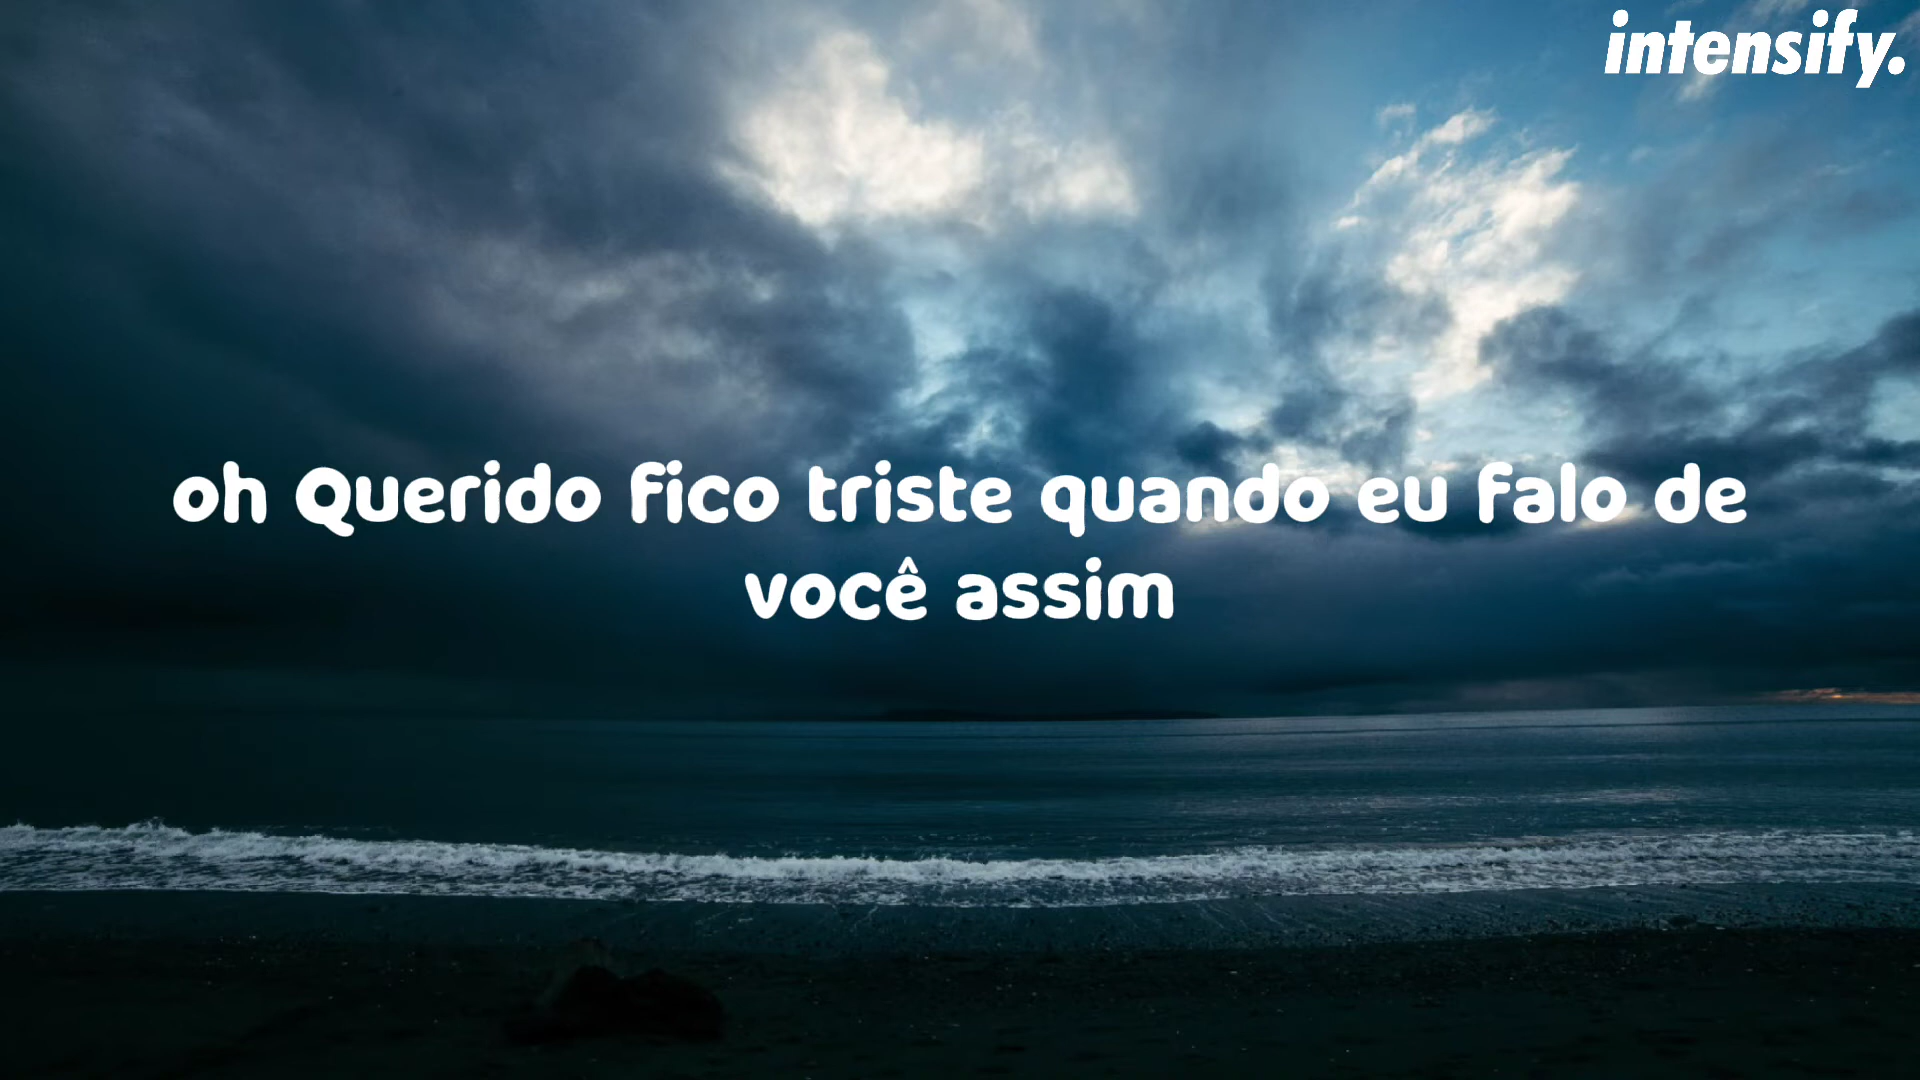 intensify.
oh Querido fico triste quando eu falo de
você assim